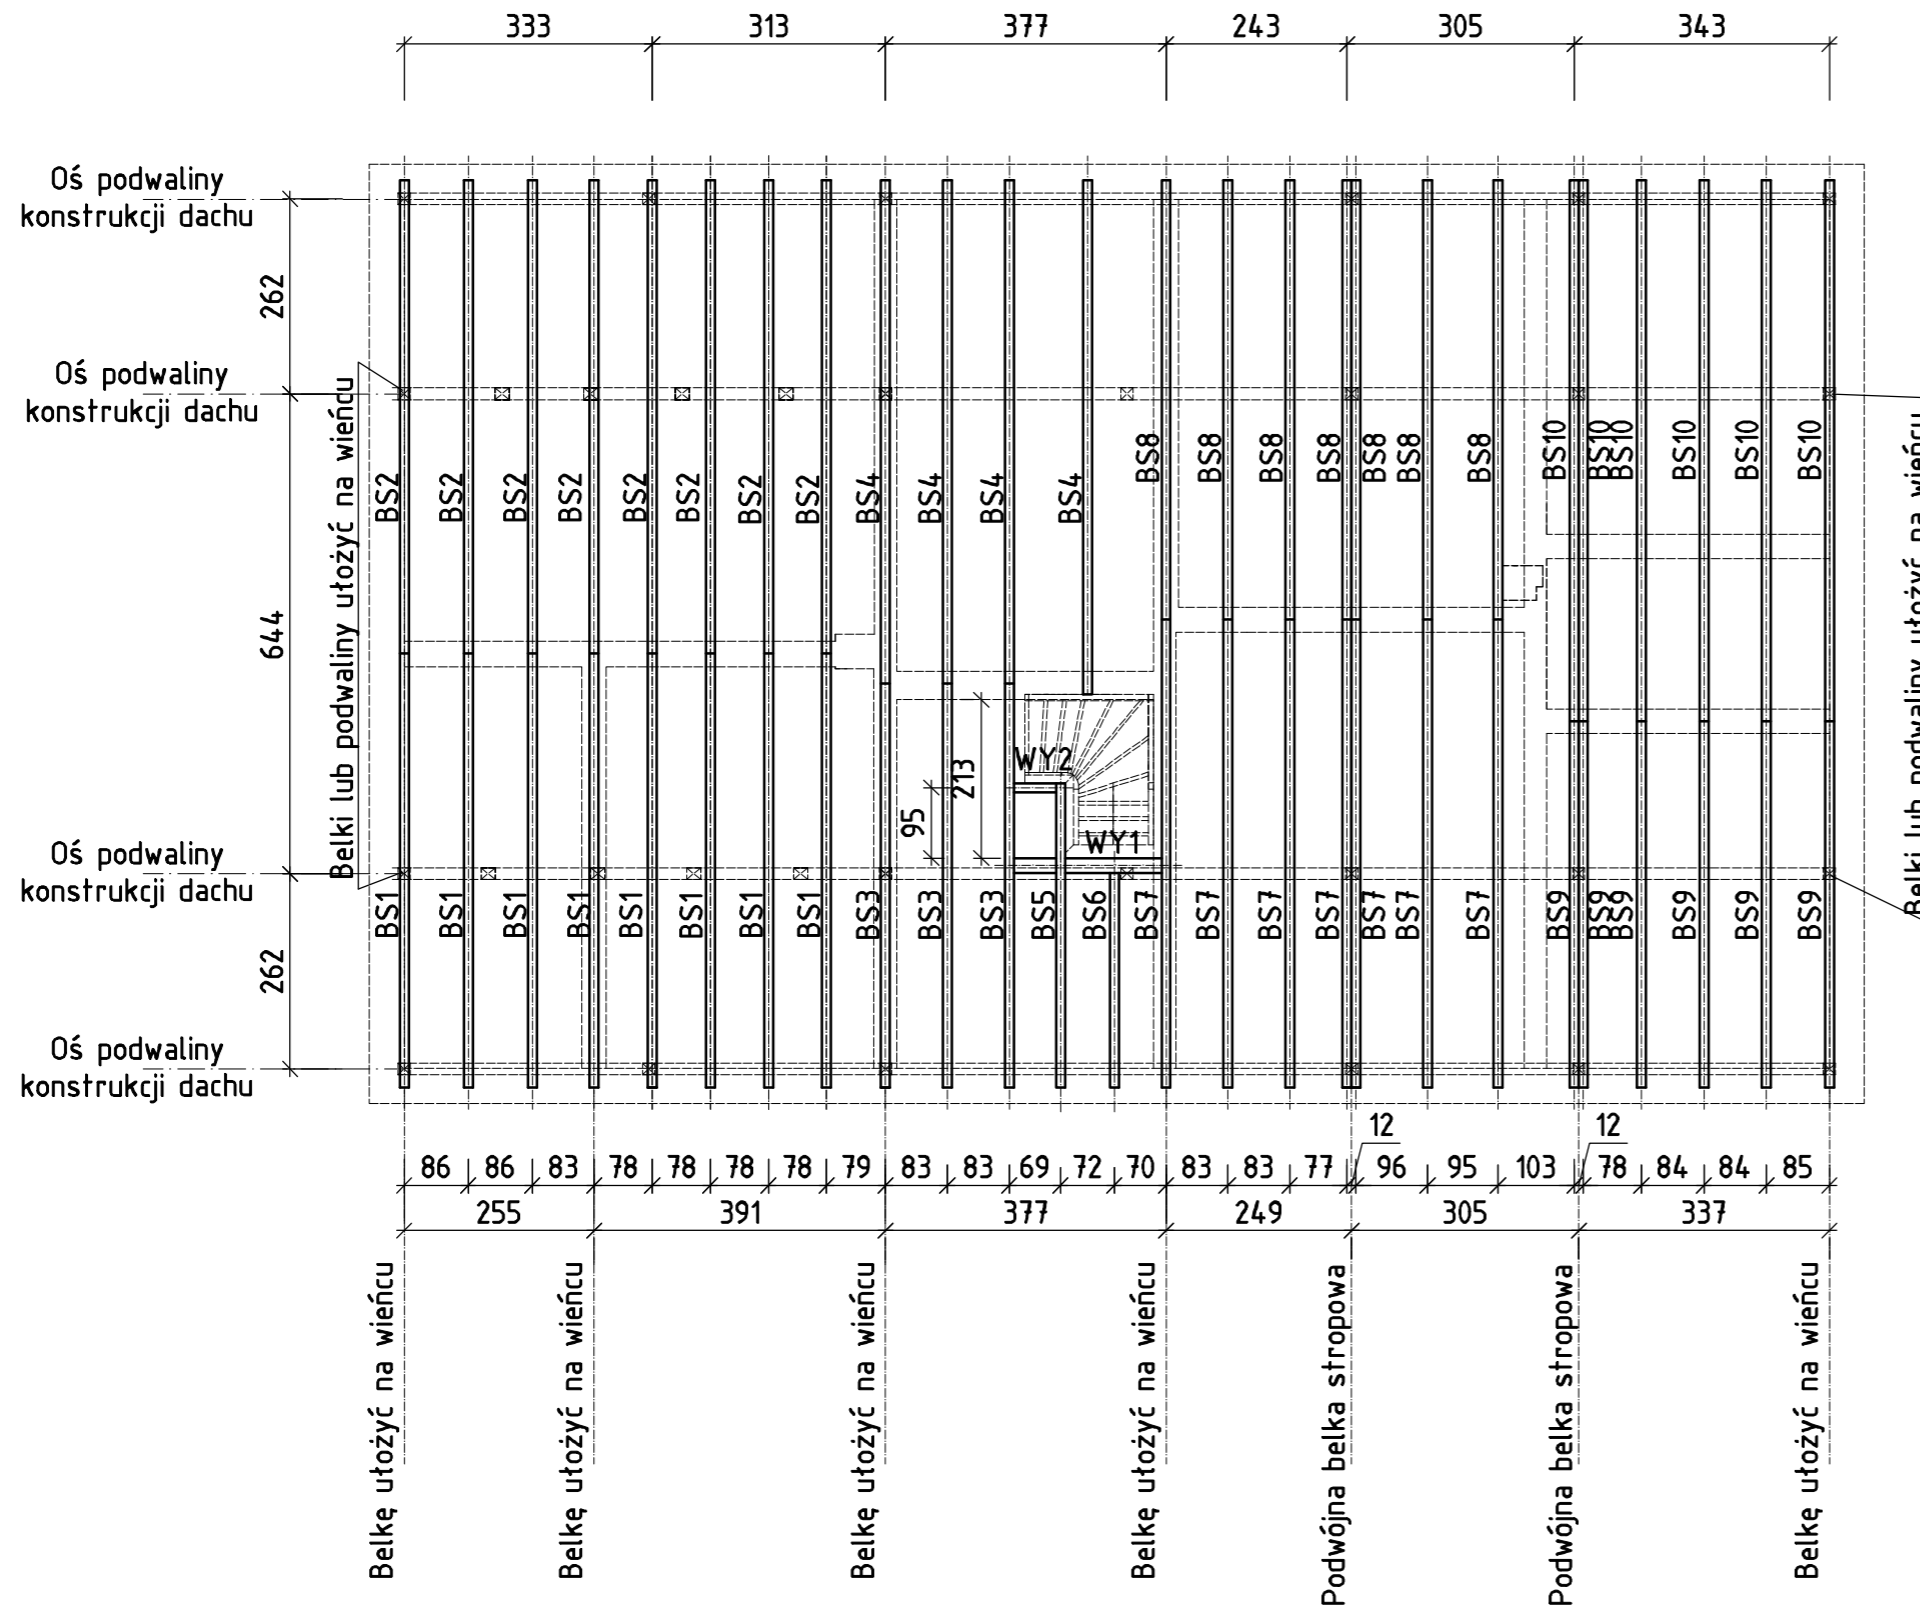 333 313 377 243 305 343
Oś podwaliny
konstrukcji dachu
262
Oś podwaliny
konstrukcji dachu
Belki lub podwaliny ułożyć na wieńcu
BS2 BS2 BS2 BS2 BS2 BS2 BS2 BS2 BS4 BS4 BS4 BS4 BS8 BS8 BS8 BS8 BS8 BS8 BS8 BS10 BS10 BS10 BS10 BS10 BS10
Belki lub podwaliny ułożyć na wieńcu
644
WY2
213
95
WY1
Oś podwaliny
konstrukcji dachu
BS1 BS1 BS1 BS1 BS1 BS1 BS1 BS1 BS3 BS3 BS3 BS5 BS6 BS7 BS7 BS7 BS7 BS7 BS7 BS7 BS9 BS9 BS9 BS9 BS9 BS9
262
Oś podwaliny
konstrukcji dachu
12 12
86 86 83 78 78 78 78 79 83 83 69 72 70 83 83 77 96 95 103 78 84 84 85
255 391 377 249 305 337
Belkę ułożyć na wieńcu
Belkę ułożyć na wieńcu
Belkę ułożyć na wieńcu
Belkę ułożyć na wieńcu
Podwójna belka stropowa
Podwójna belka stropowa
Belkę ułożyć na wieńcu